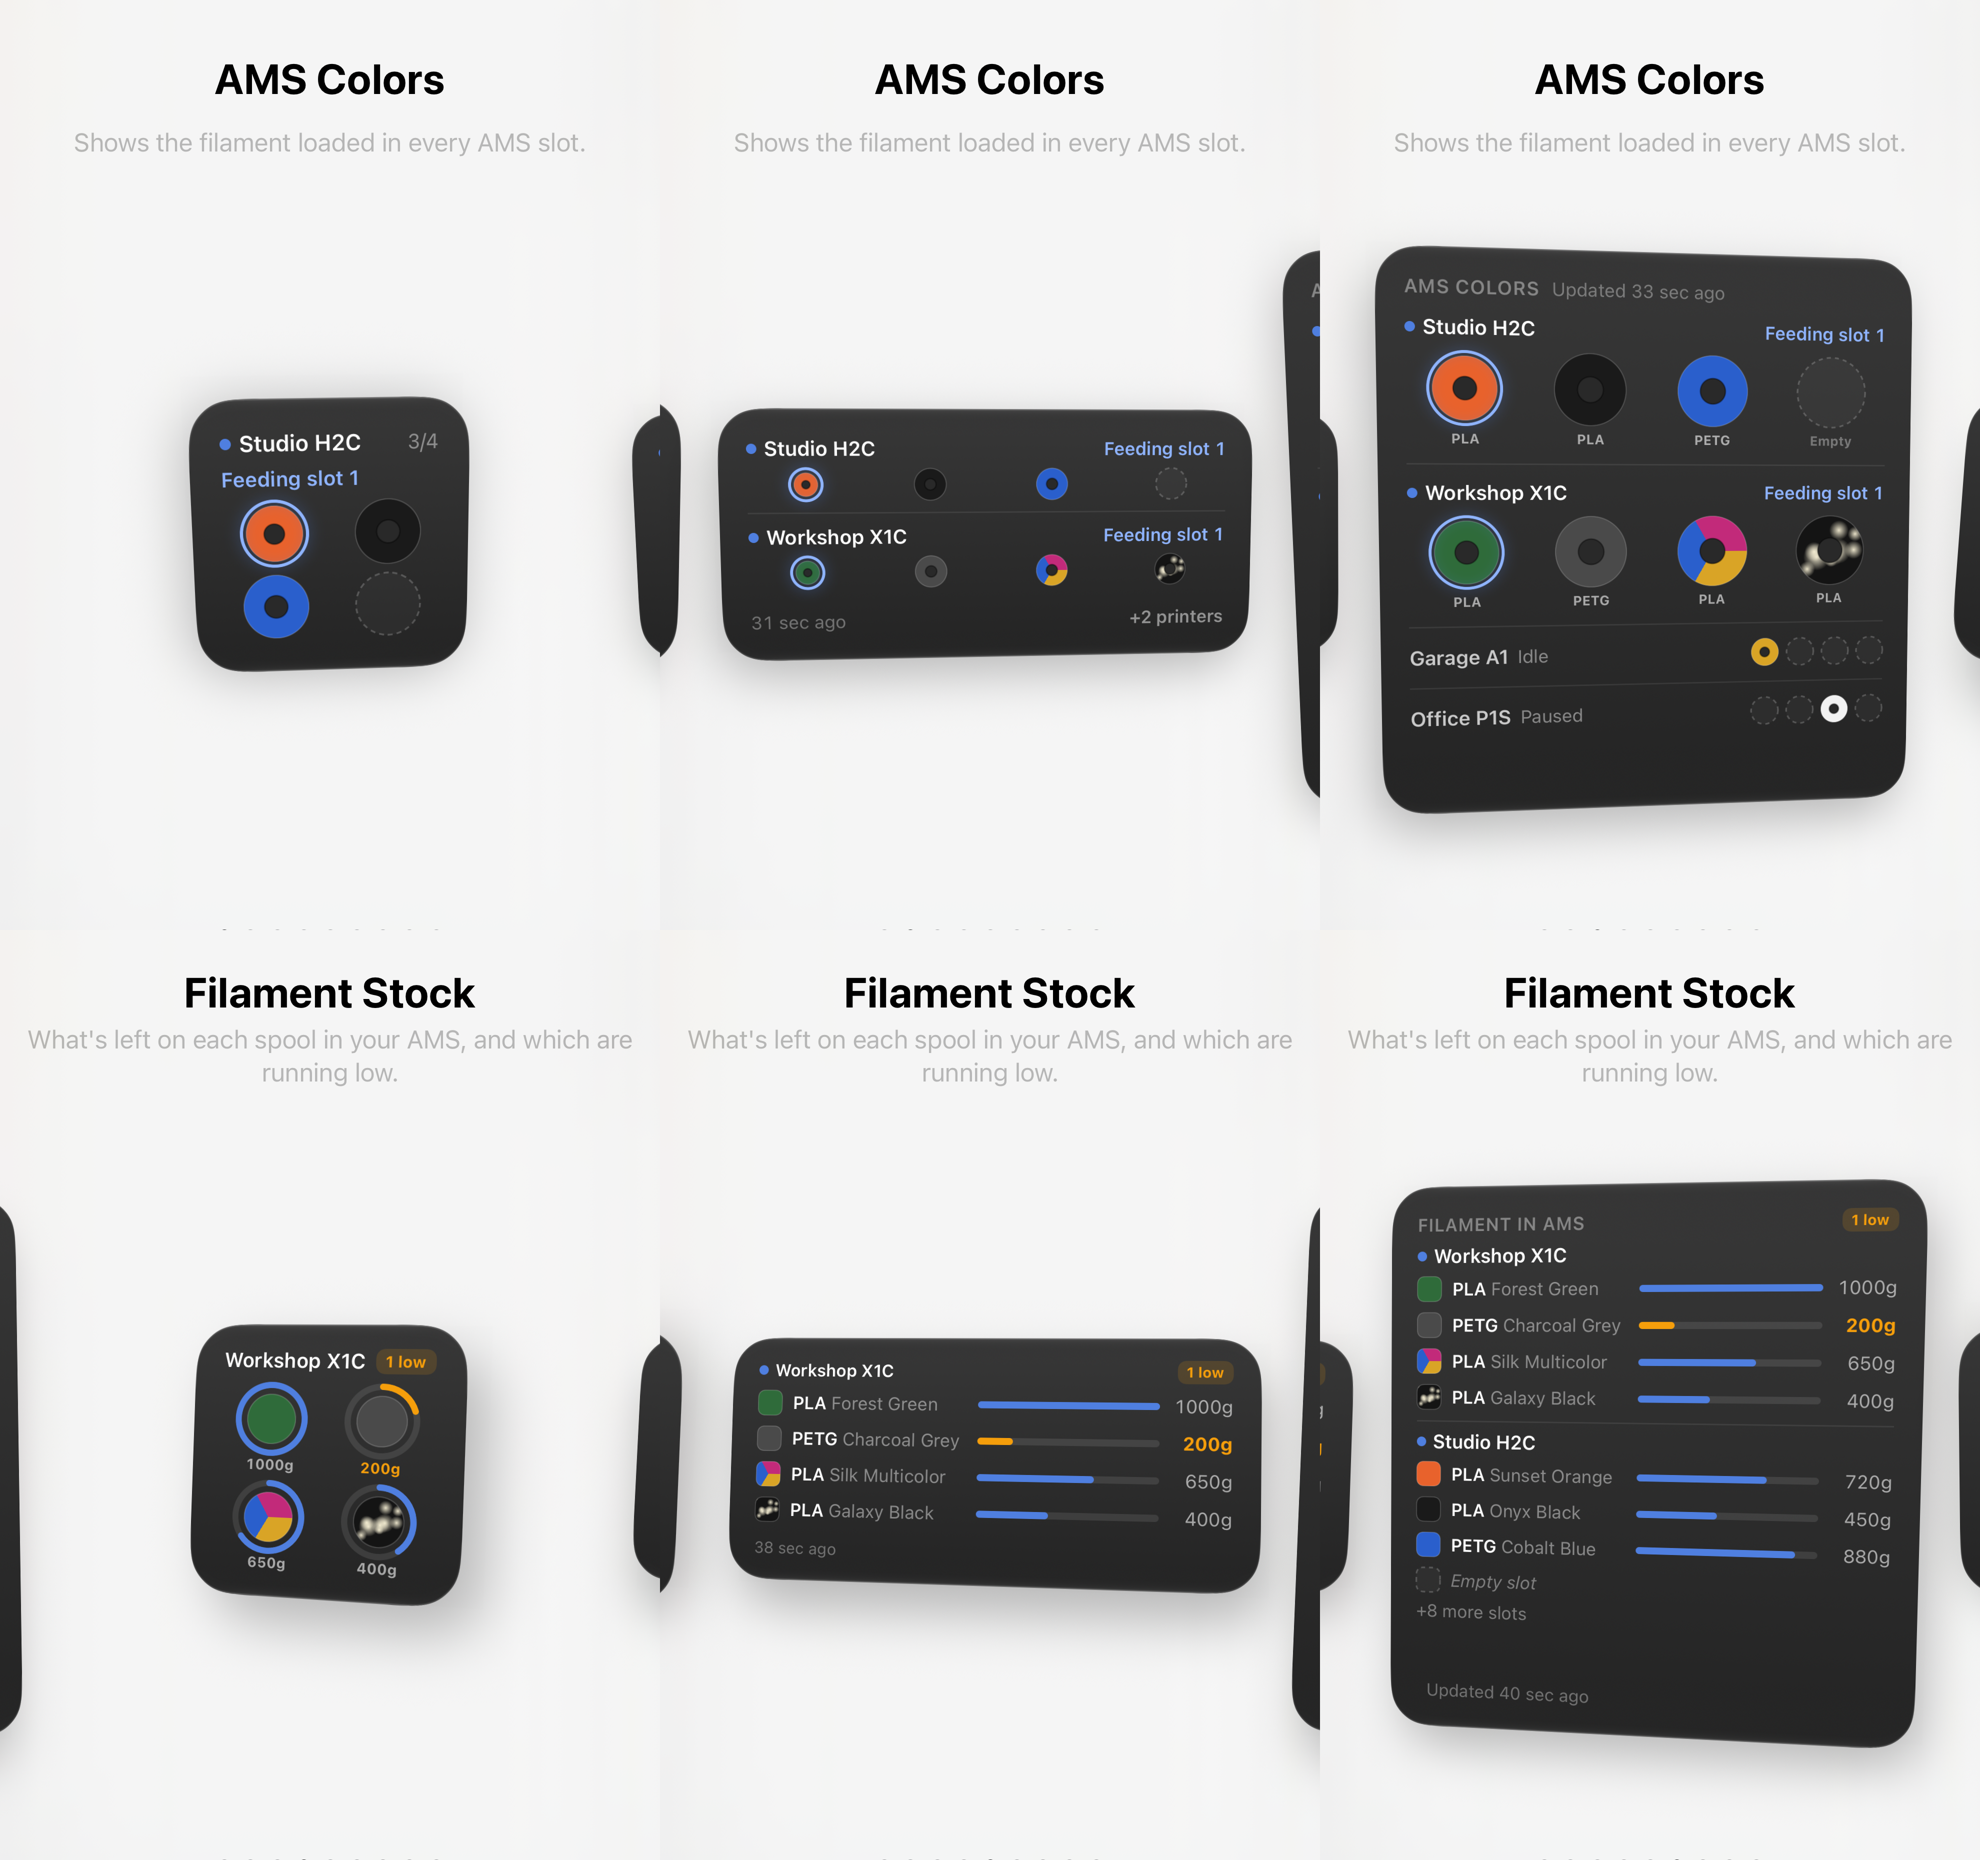 AMS Colors
Shows the filament loaded in every AMS slot.
Studio H2C 3/4
Feeding slot 1
AMS Colors
Shows the filament loaded in every AMS slot.
Studio H2C Feeding slot 1
Workshop X1C Feeding slot 1
31 sec ago +2 printers
AMS Colors
Shows the filament loaded in every AMS slot.
AMS COLORS Updated 33 sec ago
Studio H2C Feeding slot 1
PLA PLA PETG Empty
Workshop X1C Feeding slot 1
PLA PETG PLA PLA
Garage A1 Idle
Office P1S Paused
Filament Stock
What's left on each spool in your AMS, and which are
running low.
Workshop X1C 1 low
1000g 200g
650g 400g
Filament Stock
What's left on each spool in your AMS, and which are
running low.
Workshop X1C 1 low
PLA Forest Green 1000g
PETG Charcoal Grey 200g
PLA Silk Multicolor 650g
PLA Galaxy Black 400g
38 sec ago
Filament Stock
What's left on each spool in your AMS, and which are
running low.
FILAMENT IN AMS 1 low
Workshop X1C
PLA Forest Green 1000g
PETG Charcoal Grey 200g
PLA Silk Multicolor 650g
PLA Galaxy Black 400g
Studio H2C
PLA Sunset Orange 720g
PLA Onyx Black 450g
PETG Cobalt Blue 880g
Empty slot
+8 more slots
Updated 40 sec ago